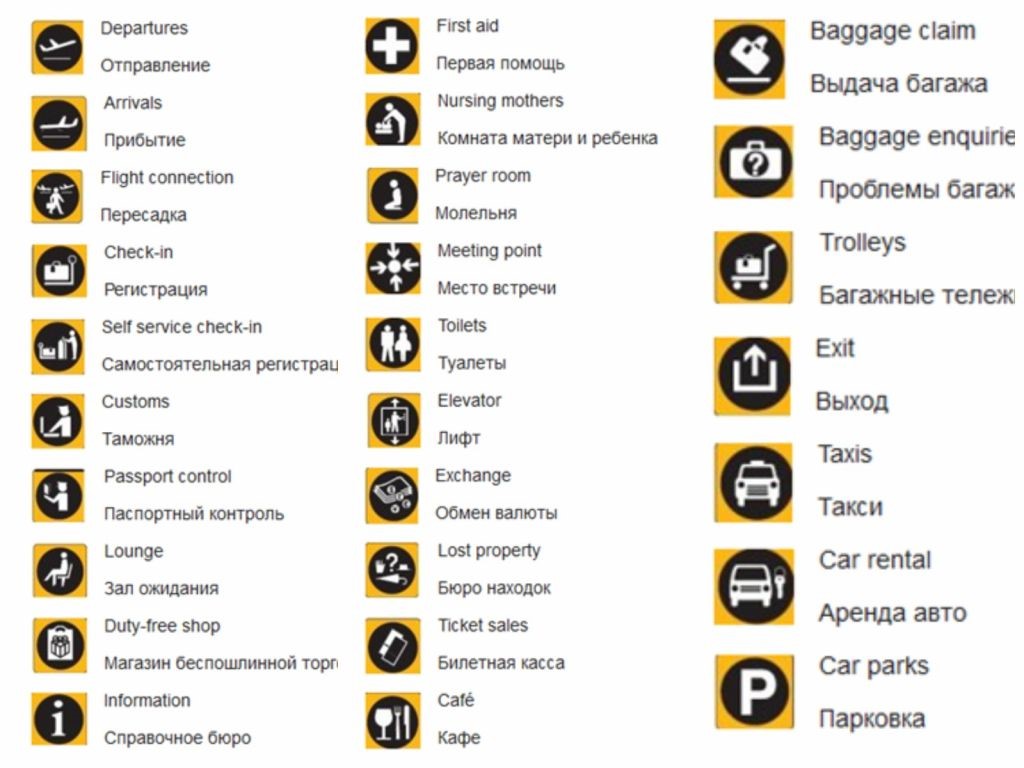 Departures
Отправление
Arrivals
Прибытие
Flight connection
Пересадка
Check-in
Регистрация
Self service check-in
Самостоятельная регистрац
Customs
Таможня
Passport control
Паспортный контроль
Lounge
Зал ожидания
Duty-free shop
Магазин беспошлинной торг
Information
Справочное бюро
First aid
Первая помощь
Nursing mothers
Комната матери и ребенка
Prayer room
Молельня
Meeting point
Место встречи
Toilets
Туалеты
Elevator
Лифт
Exchange
Обмен валюты
Lost property
Бюро находок
Ticket sales
Билетная касса
Café
Кафе
Baggage claim
Выдача багажа
Baggage enquirie
Проблемы багаж
Trolleys
Багажные тележ
Exit
Выход
Taxis
Такси
Car rental
Аренда авто
Car parks
Парковка